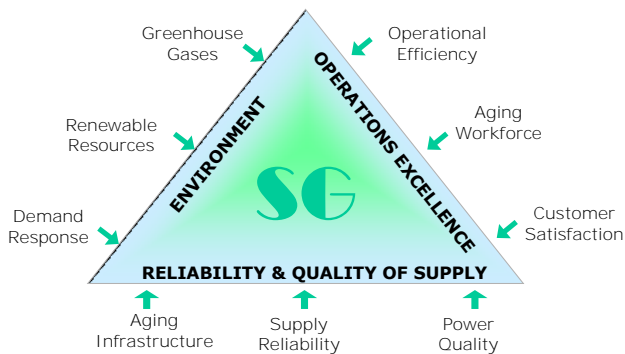 Greenhouse
Gases
Operational
Efficiency
Renewable
Resources
Aging
Workforce
Demand
Response
Customer
Satisfaction
ENVIRONMENT
OPERATIONS EXCELLENCE
SG
RELIABILITY & QUALITY OF SUPPLY
Aging
Infrastructure
Supply
Reliability
Power
Quality